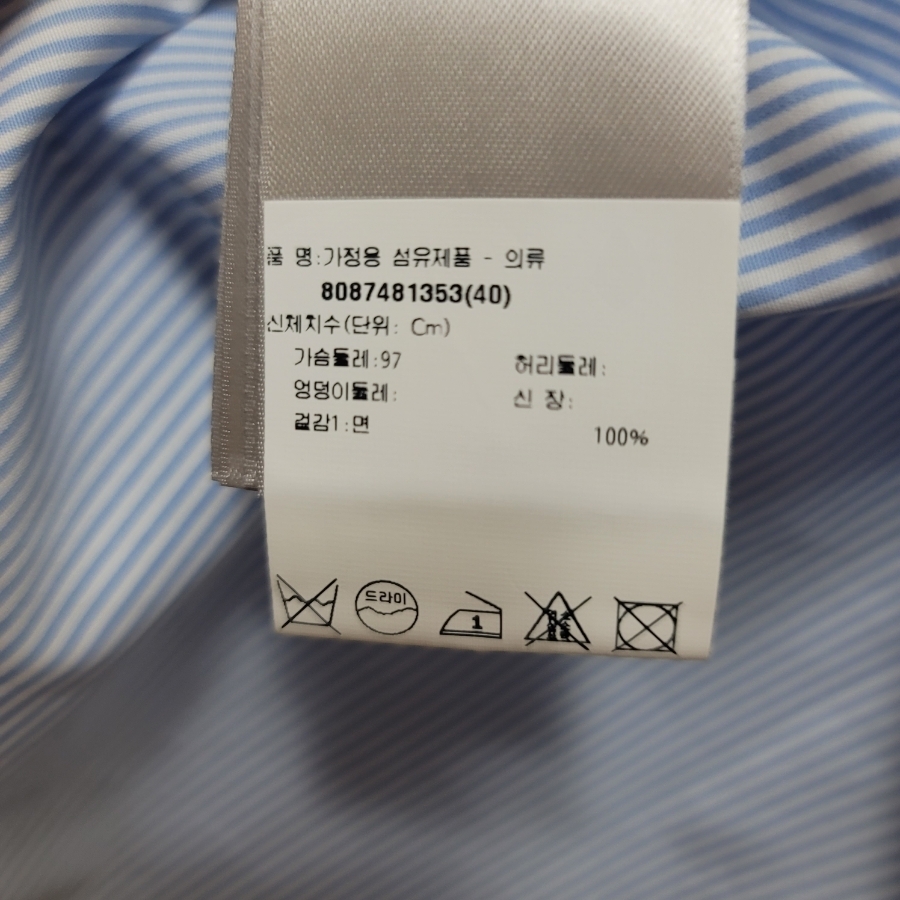 품 명:가정용 섬유제품 - 의류
8087481353(40)
신체치수(단위: Cm)
가슴둘레:97 허리둘레:
엉덩이둘레: 신 장:
겉감1:면 100%
드라이
1